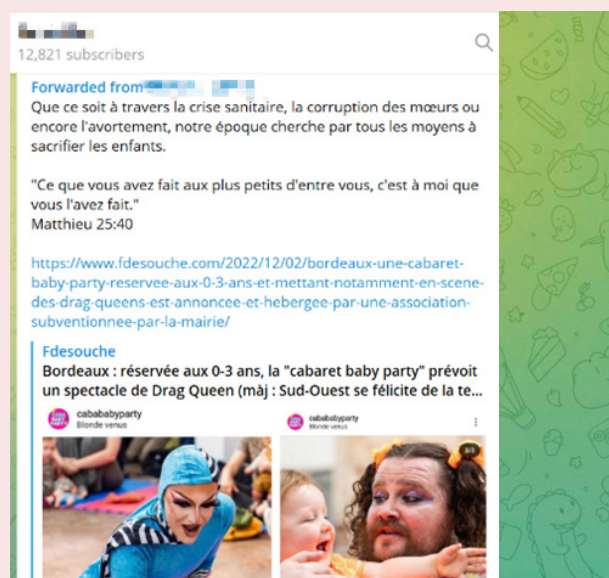 12,821 subscribers
Forwarded from
Que ce soit à travers la crise sanitaire, la corruption des mœurs ou
encore l'avortement, notre époque cherche par tous les moyens à
sacrifier les enfants.
"Ce que vous avez fait aux plus petits d'entre vous, c'est à moi que
vous l'avez fait."
Matthieu 25:40
https://www.fdesouche.com/2022/12/02/bordeaux-une-cabaret-
baby-party-reservee-aux-0-3-ans-et-mettant-notamment-en-scene-
des-drag-queens-est-annoncee-et-hebergee-par-une-association-
subventionnee-par-la-mairie/
Fdesouche
Bordeaux : réservée aux 0-3 ans, la "cabaret baby party" prévoit
un spectacle de Drag Queen (màj : Sud-Ouest se félicite de la te...
cabababyparty
Blonde venus
cabababyparty
Blonde venus
3/3